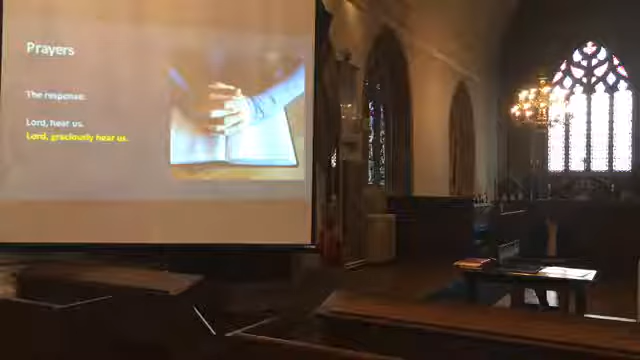 Prayers
The response:
Lord, hear us.
Lord, graciously hear us.